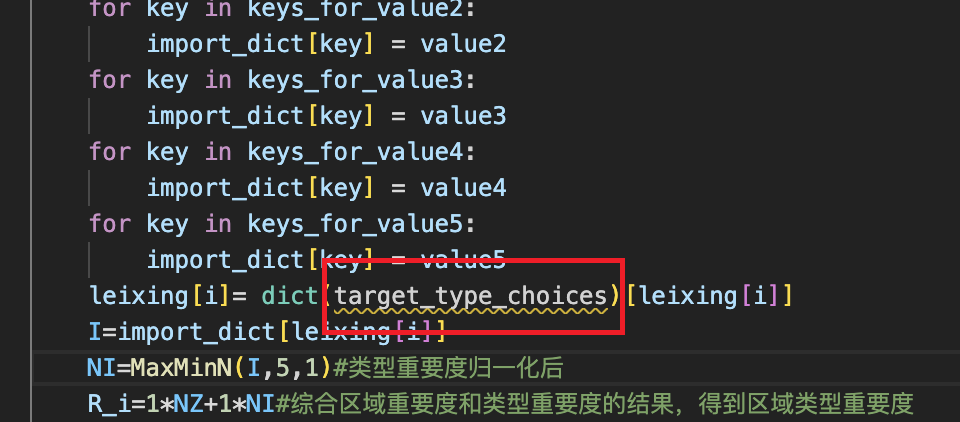 for key in keys_for_value2:
import_dict[key] = value2
for key in keys_for_value3:
import_dict[key] = value3
for key in keys_for_value4:
import_dict[key] = value4
for key in keys_for_value5:
import_dict[key] = value5
leixing[i]= dict(target_type_choices)[leixing[i]]
I=import_dict[leixing[i]]
NI=MaxMinN(I,5,1)#类型重要度归一化后
R_i=1*NZ+1*NI#综合区域重要度和类型重要度的结果，得到区域类型重要度